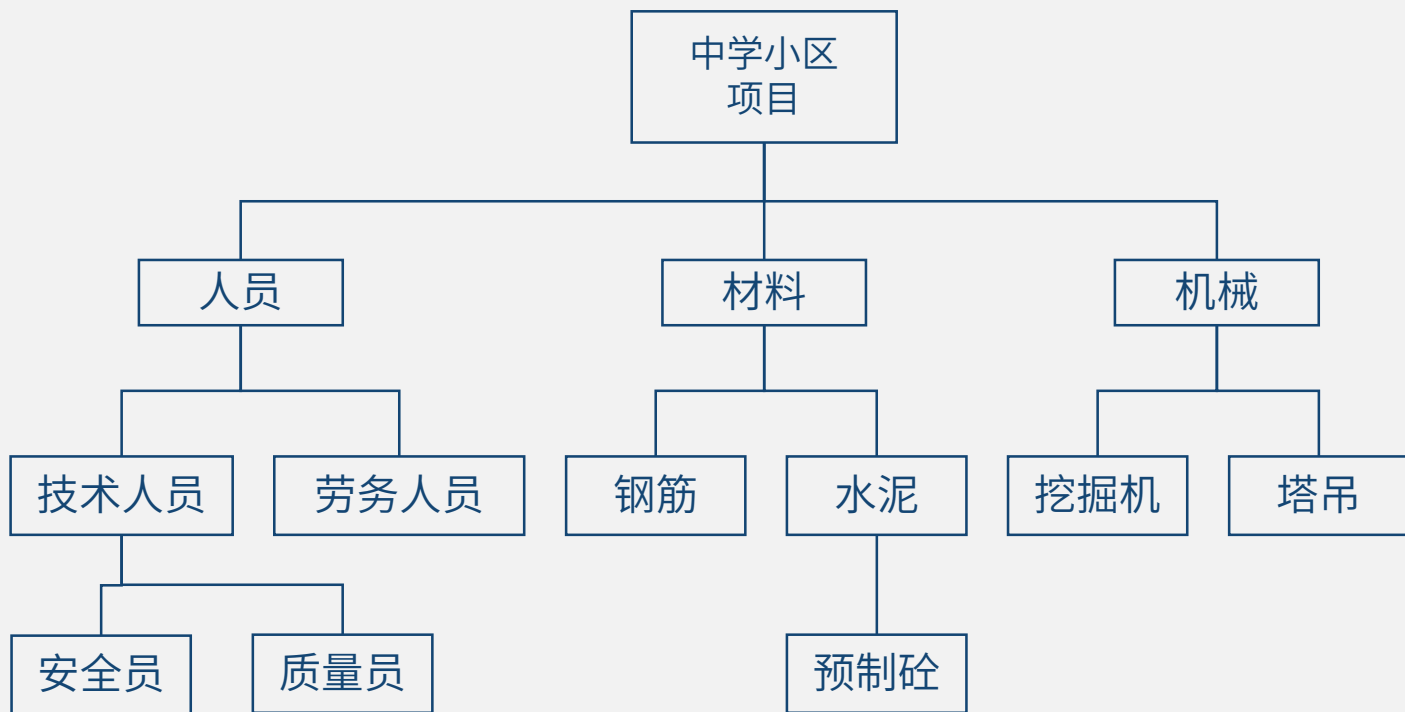 中学小区
项目
人员
材料
机械
技术人员
劳务人员
钢筋
水泥
挖掘机
塔吊
安全员
质量员
预制砼